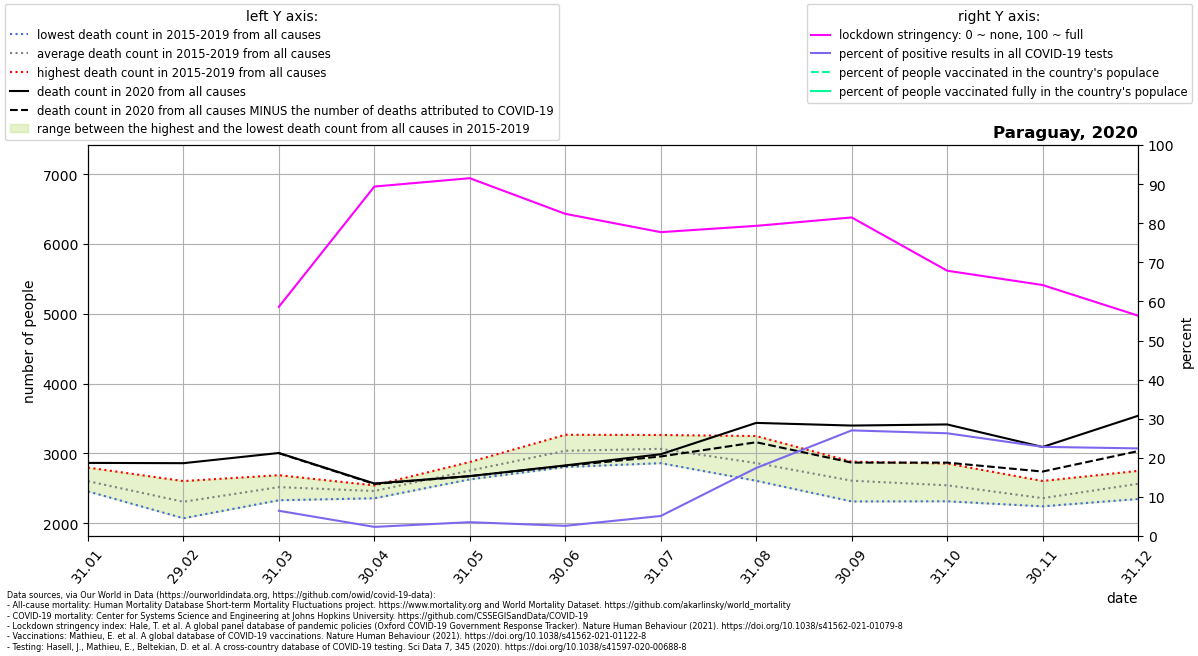 left Y axis:
lowest death count in 2015-2019 from all causes
average death count in 2015-2019 from all causes
highest death count in 2015-2019 from all causes
death count in 2020 from all causes
death count in 2020 from all causes MINUS the number of deaths attributed to COVID-19
range between the highest and the lowest death count from all causes in 2015-2019
right Y axis:
lockdown stringency: 0 ~ none, 100 ~ full
percent of positive results in all COVID-19 tests
percent of people vaccinated in the country's populace
percent of people vaccinated fully in the country's populace
Paraguay, 2020
number of people
7000
6000
5000
4000
3000
2000
100
90
80
70
60
50
40
30
20
10
0
percent
31.01
29.02
31.03
30.04
31.05
30.06
31.07
31.08
30.09
31.10
30.11
31.12
date
Data sources, via Our World in Data (https://ourworldindata.org, https://github.com/owid/covid-19-data):
- All-cause mortality: Human Mortality Database Short-term Mortality Fluctuations project. https://www.mortality.org and World Mortality Dataset. https://github.com/akarlinsky/world_mortality
- COVID-19 mortality: Center for Systems Science and Engineering at Johns Hopkins University. https://github.com/CSSEGISandData/COVID-19
- Lockdown stringency index: Hale, T. et al. A global panel database of pandemic policies (Oxford COVID-19 Government Response Tracker). Nature Human Behaviour (2021). https://doi.org/10.1038/s41562-021-01079-8
- Vaccinations: Mathieu, E. et al. A global database of COVID-19 vaccinations. Nature Human Behaviour (2021). https://doi.org/10.1038/s41562-021-01122-8
- Testing: Hasell, J., Mathieu, E., Beltekian, D. et al. A cross-country database of COVID-19 testing. Sci Data 7, 345 (2020). https://doi.org/10.1038/s41597-020-00688-8